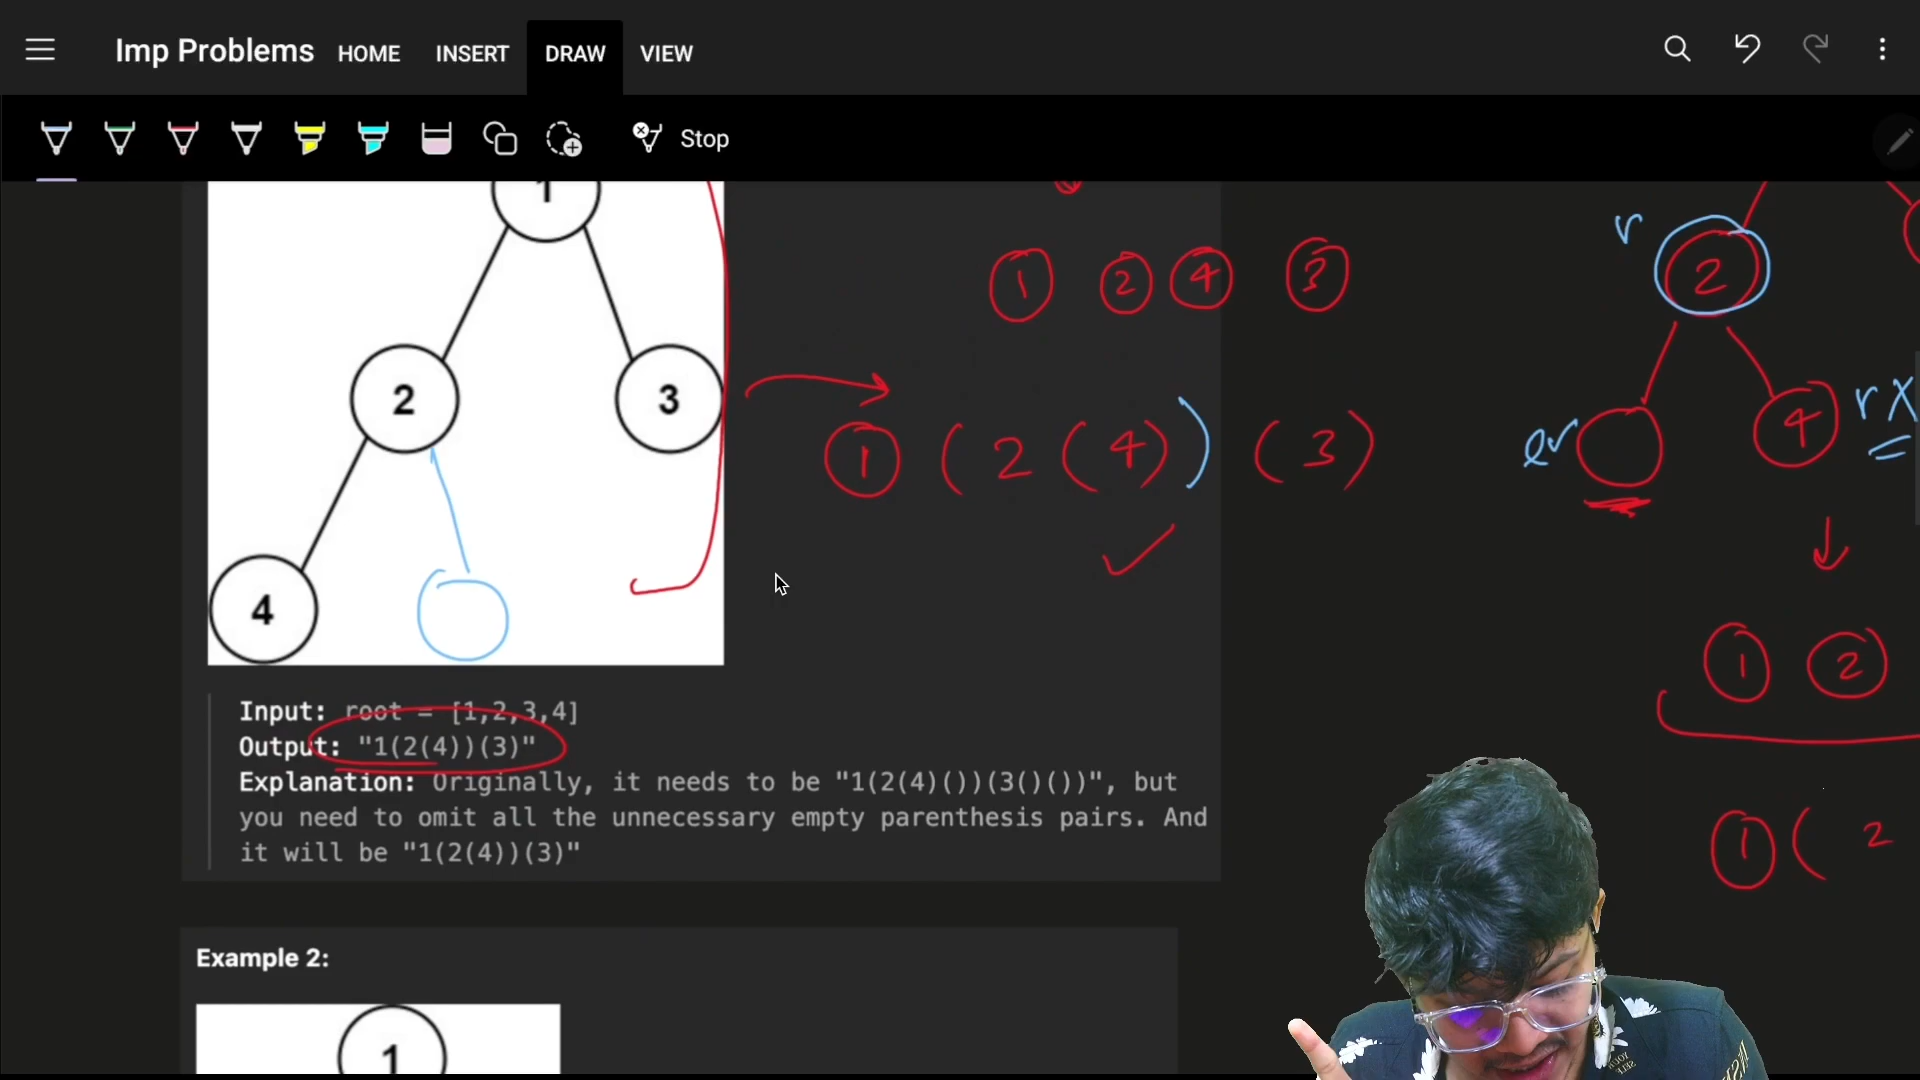 Imp Problems HOME INSERT DRAW VIEW
Stop
1
2
3
4
1 2 4 3
1 ( 2 ( 4 ) ) ( 3 )
✓
r
2
er
4
r X
1 2
1 ( 2
Input: root = [1,2,3,4]
Output: "1(2(4))(3)"
Explanation: Originally, it needs to be "1(2(4)())(3()())", but
you need to omit all the unnecessary empty parenthesis pairs. And
it will be "1(2(4))(3)"
Example 2:
1